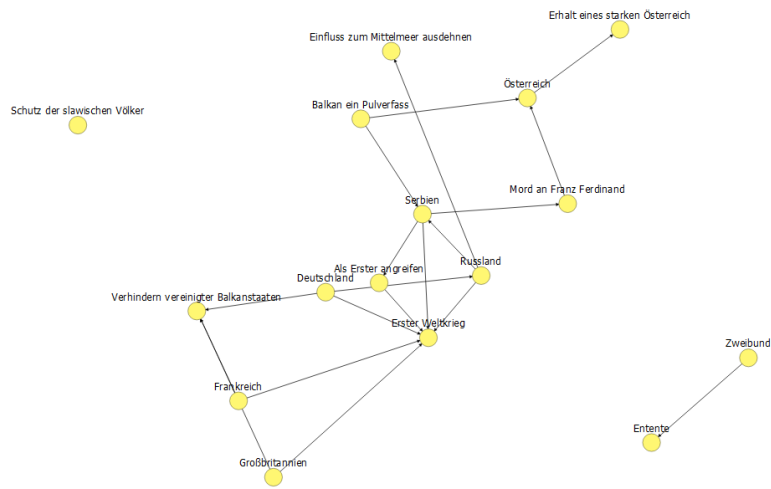 Erhalt eines starken Österreich
Einfluss zum Mittelmeer ausdehnen
Österreich
Schutz der slawischen Völker
Balkan ein Pulverfass
Mord an Franz Ferdinand
Serbien
Russland
Als Erster angreifen
Deutschland
Verhindern vereinigter Balkanstaaten
Erster Weltkrieg
Zweibund
Frankreich
Entente
Großbritannien